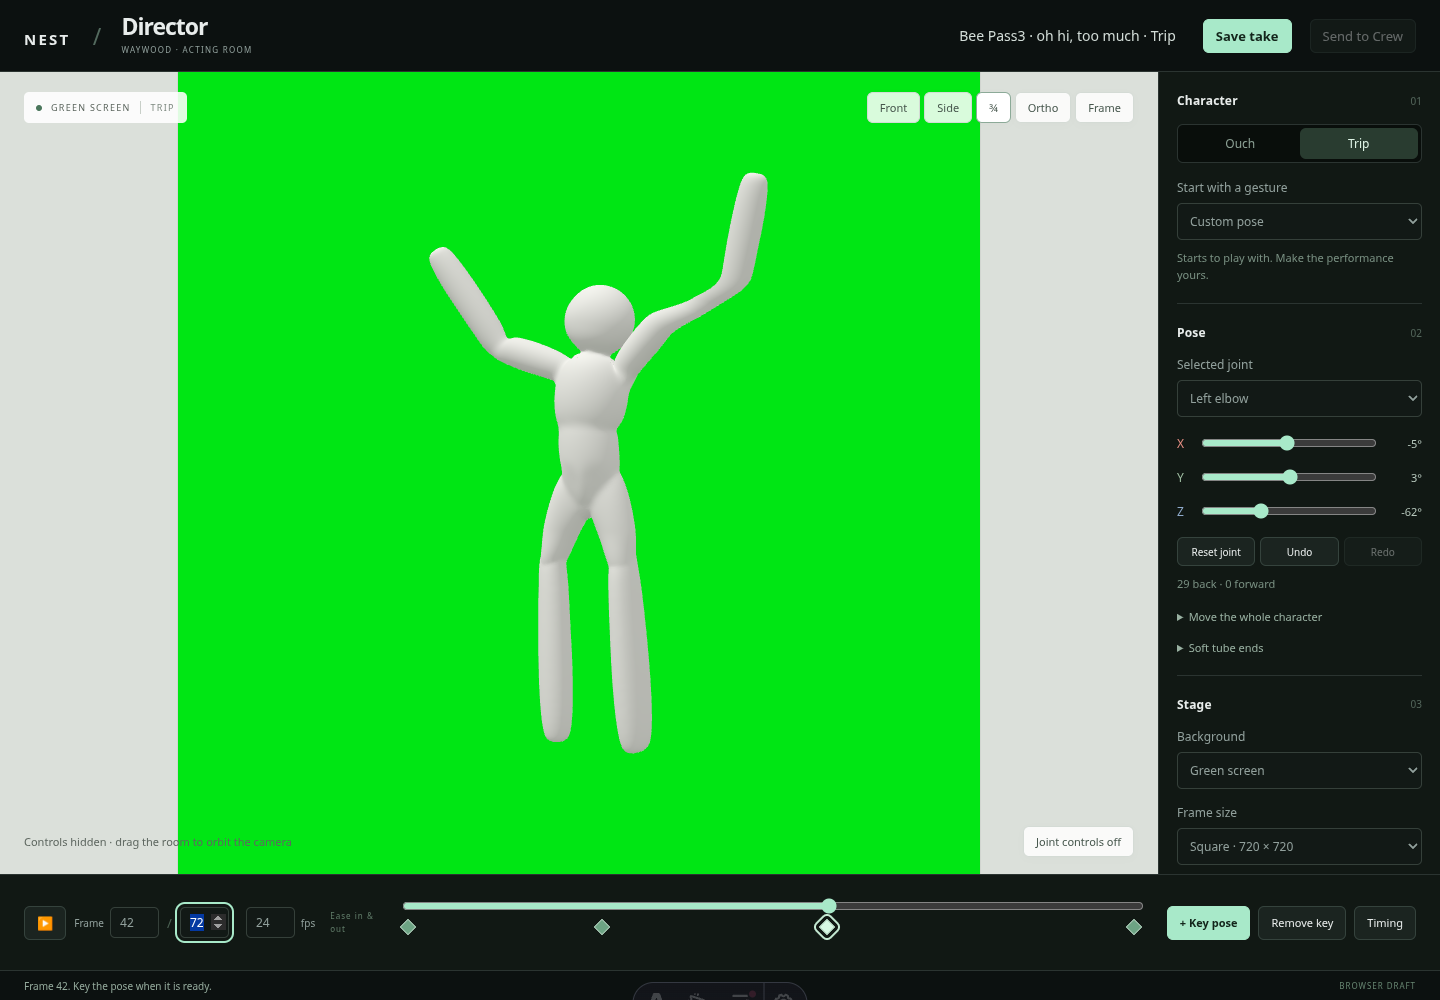 NEST / Director
WAYWOOD · ACTING ROOM
Bee Pass3 · oh hi, too much · Trip
Save take
Send to Crew
GREEN SCREEN | TRIP
Front
Side
¾
Ortho
Frame
Controls hidden · drag the room to orbit the camera
Joint controls off
Character 01
Ouch
Trip
Start with a gesture
Custom pose
Starts to play with. Make the performance
yours.
Pose 02
Selected joint
Left elbow
X -5°
Y 3°
Z -62°
Reset joint
Undo
Redo
29 back · 0 forward
▶ Move the whole character
▶ Soft tube ends
Stage 03
Background
Green screen
Frame size
Square · 720 × 720
Frame 42 / 72 24 fps
Ease in &
out
+ Key pose
Remove key
Timing
Frame 42. Key the pose when it is ready.
BROWSER DRAFT